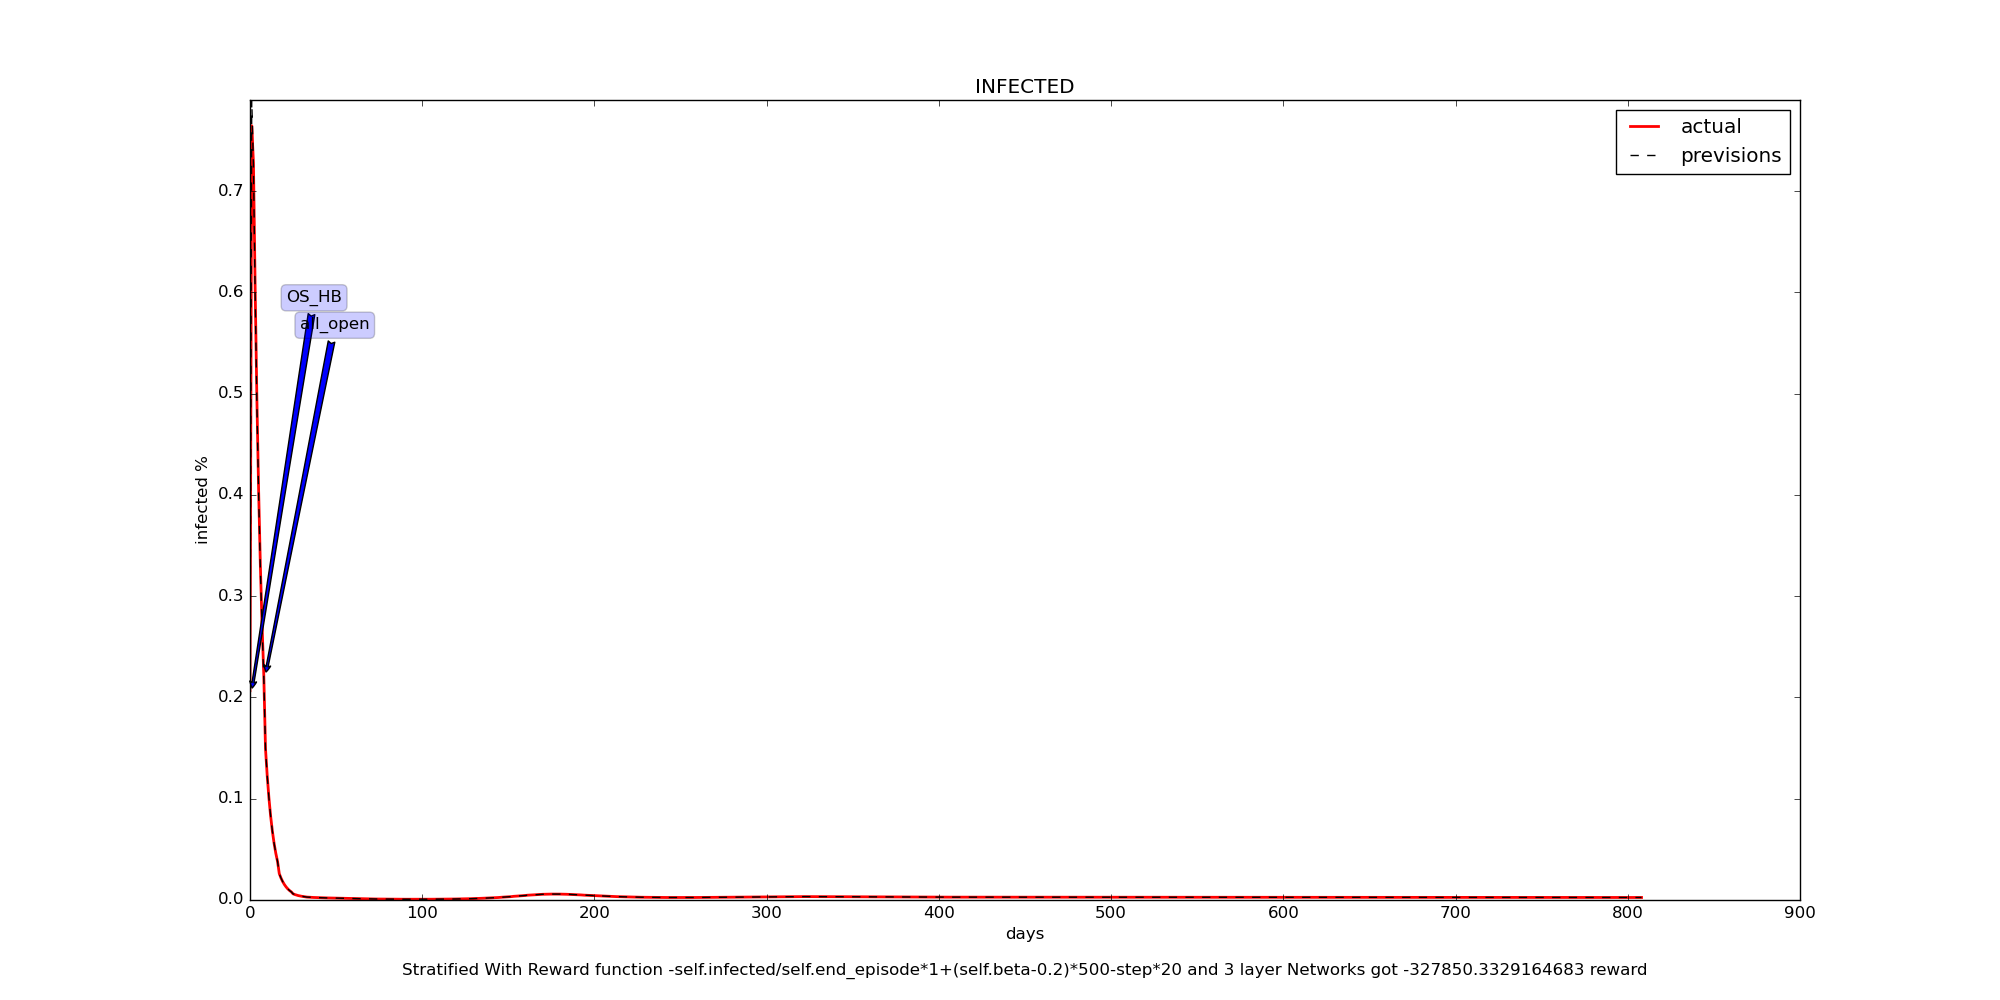 INFECTED
actual
previsions
0.7
0.6
0.5
0.4
0.3
0.2
0.1
0.0
infected %
OS_HB
all_open
0 100 200 300 400 500 600 700 800 900
days
Stratified With Reward function -self.infected/self.end_episode*1+(self.beta-0.2)*500-step*20 and 3 layer Networks got -327850.3329164683 reward